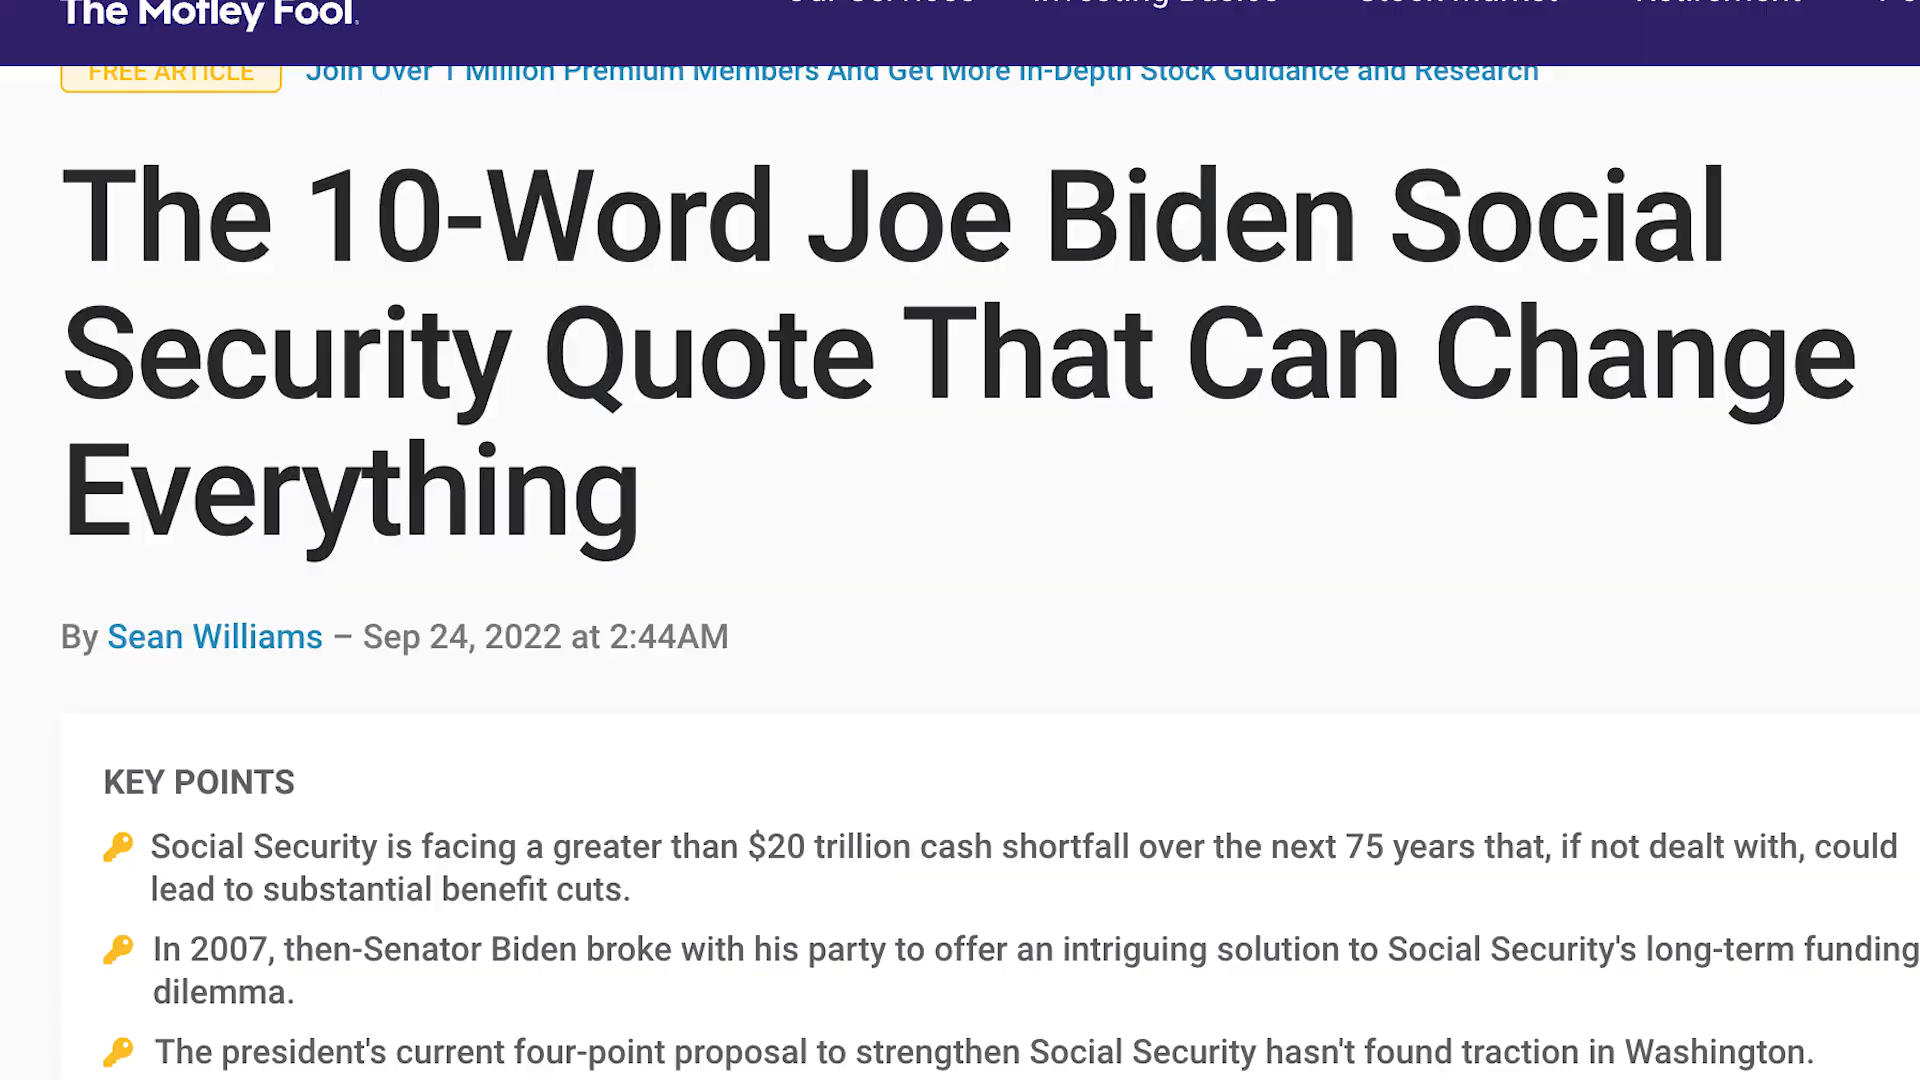 The Motley Fool.
FREE ARTICLE Join Over 1 Million Premium Members And Get More In-Depth Stock Guidance and Research
The 10-Word Joe Biden Social
Security Quote That Can Change
Everything
By Sean Williams – Sep 24, 2022 at 2:44AM
KEY POINTS
Social Security is facing a greater than $20 trillion cash shortfall over the next 75 years that, if not dealt with, could
lead to substantial benefit cuts.
In 2007, then-Senator Biden broke with his party to offer an intriguing solution to Social Security's long-term funding
dilemma.
The president's current four-point proposal to strengthen Social Security hasn't found traction in Washington.